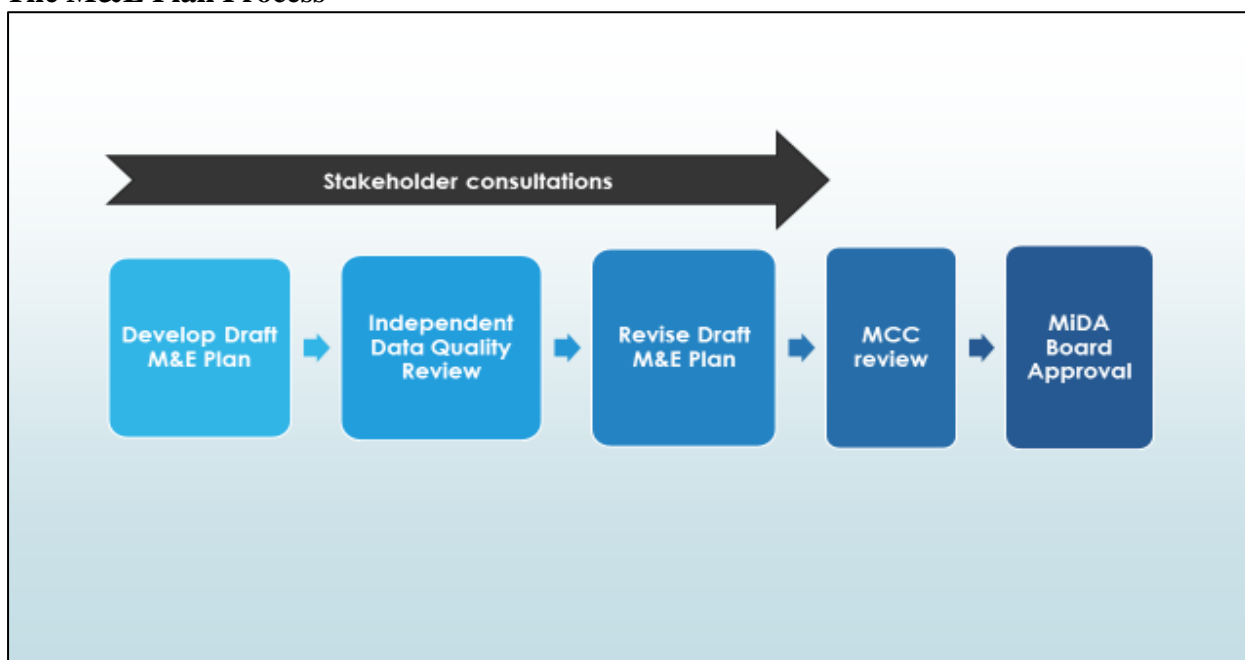 The M&E Plan Process
Stakeholder consultations
Develop Draft
M&E Plan
Independent
Data Quality
Review
Revise Draft
M&E Plan
MCC
review
MiDA
Board
Approval